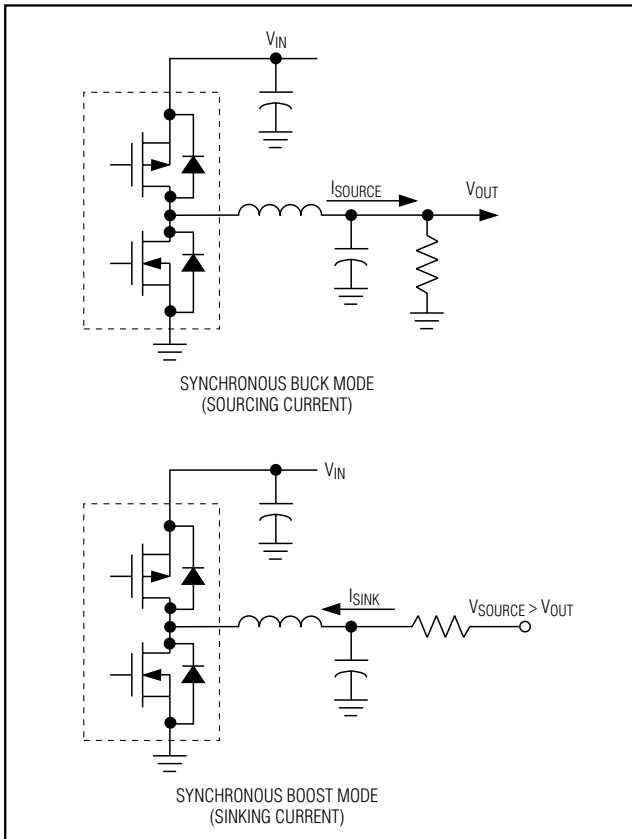 VIN
ISOURCE
VOUT
SYNCHRONOUS BUCK MODE
(SOURCING CURRENT)
VIN
ISINK
VSOURCE > VOUT
SYNCHRONOUS BOOST MODE
(SINKING CURRENT)